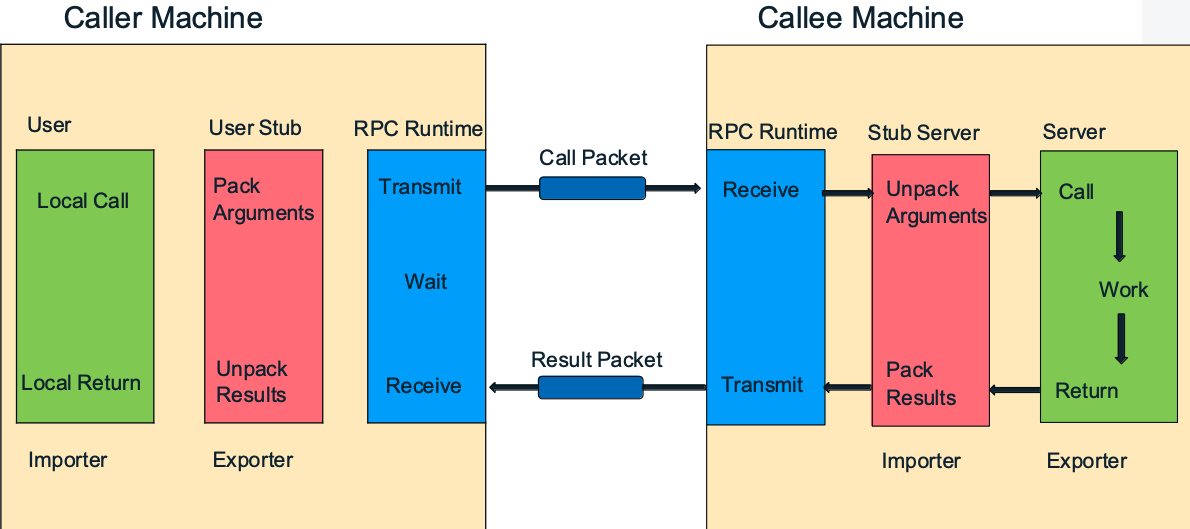 Caller Machine
Callee Machine
User
User Stub
RPC Runtime
Local Call
Pack
Arguments
Transmit
Wait
Local Return
Unpack
Results
Receive
Importer
Exporter
Call Packet
Result Packet
RPC Runtime
Stub Server
Server
Receive
Unpack
Arguments
Call
Work
Transmit
Pack
Results
Return
Importer
Exporter